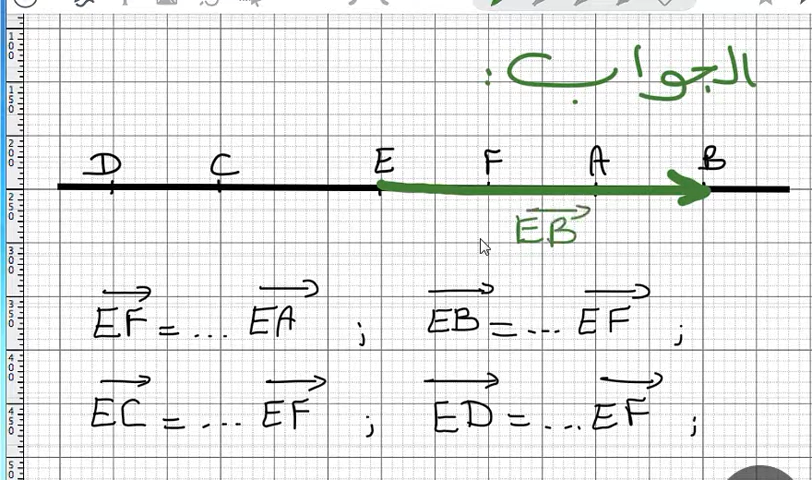 الجواب :
D C E F A B
EB
EF = ... EA ; EB = ... EF ;
EC = ... EF ; ED = ... EF ;